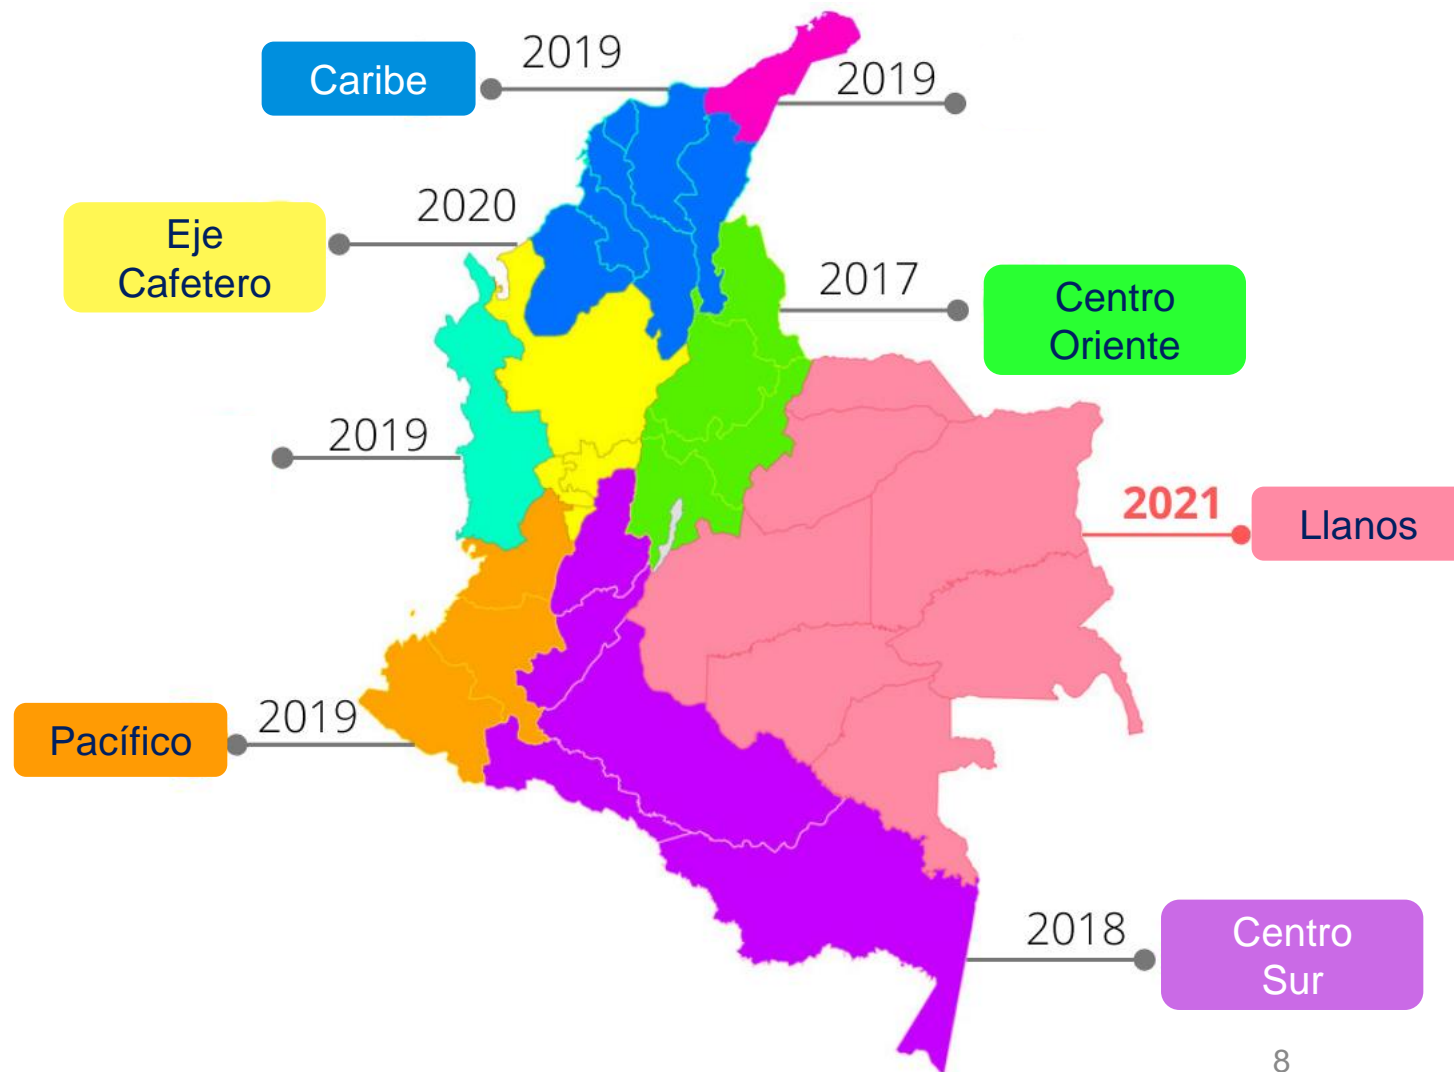 2019
Caribe
2019
2020
Eje
Cafetero
2017
Centro
Oriente
2019
2021
Llanos
2019
Pacífico
2018
Centro
Sur
8